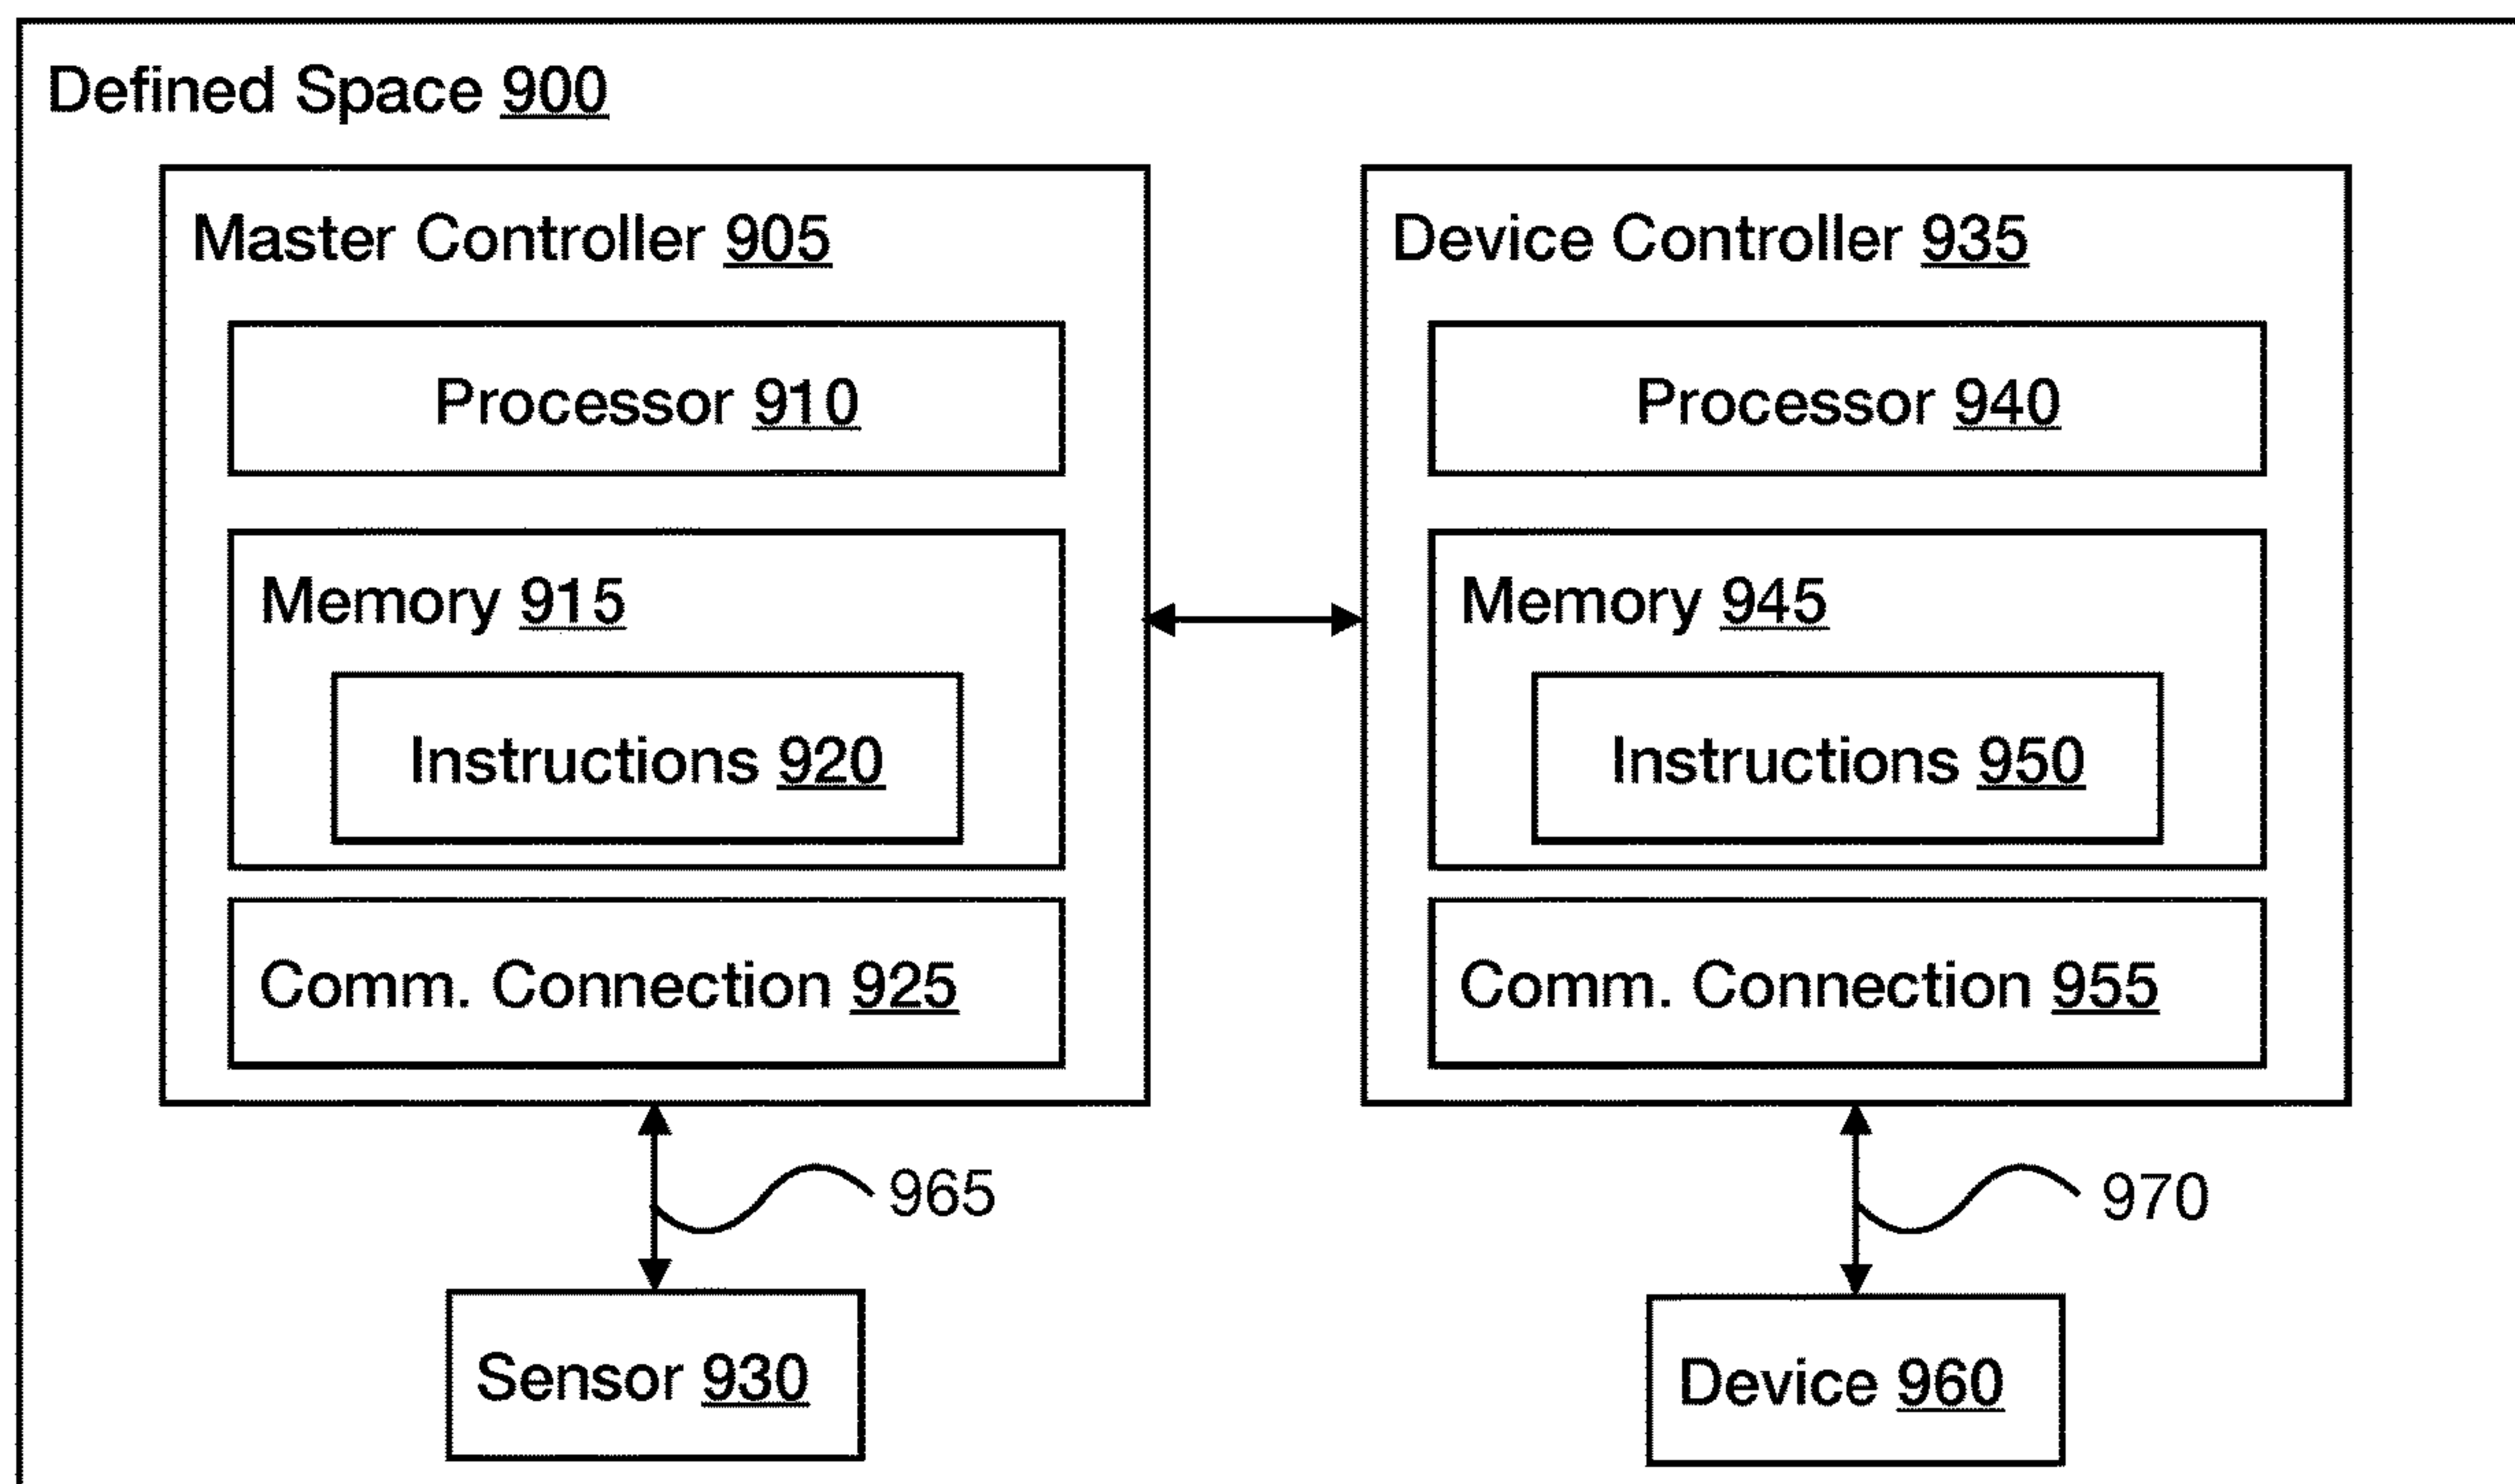 Defined Space 900
Master Controller 905
Processor 910
Memory 915
Instructions 920
Comm. Connection 925
965
Sensor 930
Device Controller 935
Processor 940
Memory 945
Instructions 950
Comm. Connection 955
970
Device 960